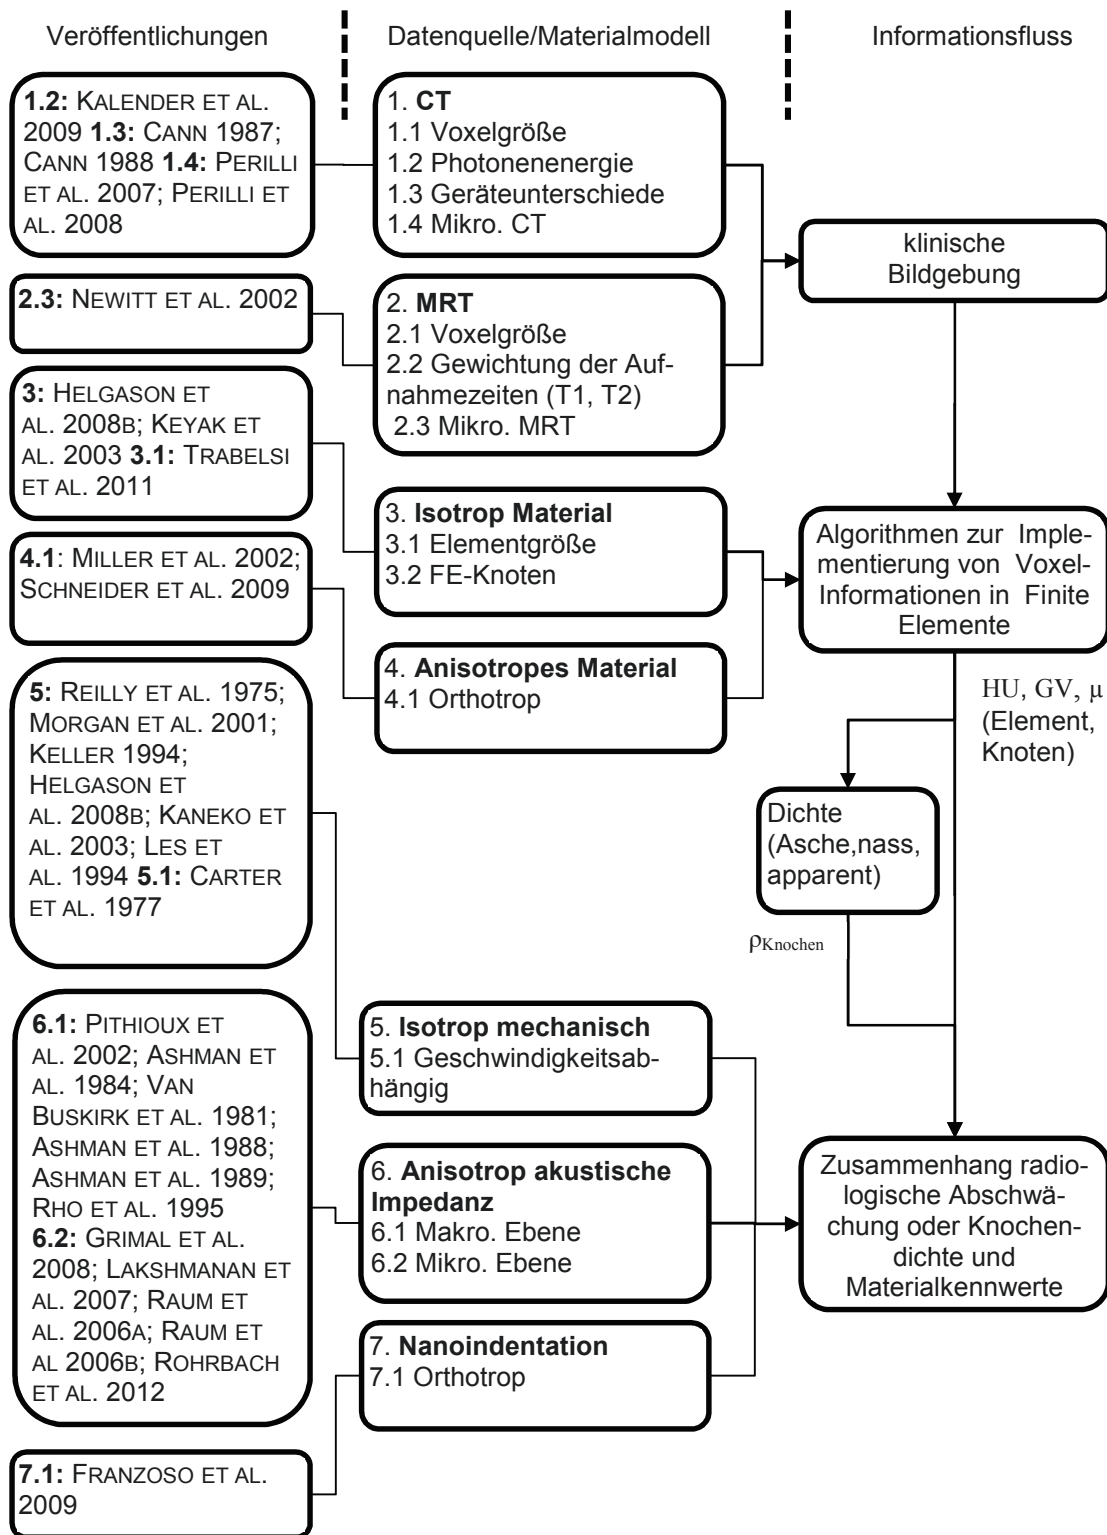 Veröffentlichungen
Datenquelle/Materialmodell
Informationsfluss
1.2: KALENDER ET AL.
2009 1.3: CANN 1987;
CANN 1988 1.4: PERILLI
ET AL. 2007; PERILLI ET
AL. 2008
1. CT
1.1 Voxelgröße
1.2 Photonenenergie
1.3 Geräteunterschiede
1.4 Mikro. CT
klinische
Bildgebung
2.3: NEWITT ET AL. 2002
2. MRT
2.1 Voxelgröße
2.2 Gewichtung der Auf-
nahmezeiten (T1, T2)
2.3 Mikro. MRT
3: HELGASON ET
AL. 2008B; KEYAK ET
AL. 2003 3.1: TRABELSI
ET AL. 2011
3. Isotrop Material
3.1 Elementgröße
3.2 FE-Knoten
Algorithmen zur Imple-
mentierung von Voxel-
Informationen in Finite
Elemente
4.1: MILLER ET AL. 2002;
SCHNEIDER ET AL. 2009
4. Anisotropes Material
4.1 Orthotrop
HU, GV, µ
(Element,
Knoten)
5: REILLY ET AL. 1975;
MORGAN ET AL. 2001;
KELLER 1994;
HELGASON ET
AL. 2008B; KANEKO ET
AL. 2003; LES ET
AL. 1994 5.1: CARTER
ET AL. 1977
Dichte
(Asche,nass,
apparent)
ρKnochen
5. Isotrop mechanisch
5.1 Geschwindigkeitsab-
hängig
6.1: PITHIOUX ET
AL. 2002; ASHMAN ET
AL. 1984; VAN
BUSKIRK ET AL. 1981;
ASHMAN ET AL. 1988;
ASHMAN ET AL. 1989;
RHO ET AL. 1995
6.2: GRIMAL ET AL.
2008; LAKSHMANAN ET
AL. 2007; RAUM ET
AL. 2006A; RAUM ET
AL 2006B; ROHRBACH
ET AL. 2012
6. Anisotrop akustische
Impedanz
6.1 Makro. Ebene
6.2 Mikro. Ebene
Zusammenhang radio-
logische Abschwä-
chung oder Knochen-
dichte und
Materialkennwerte
7. Nanoindentation
7.1 Orthotrop
7.1: FRANZOSO ET AL.
2009